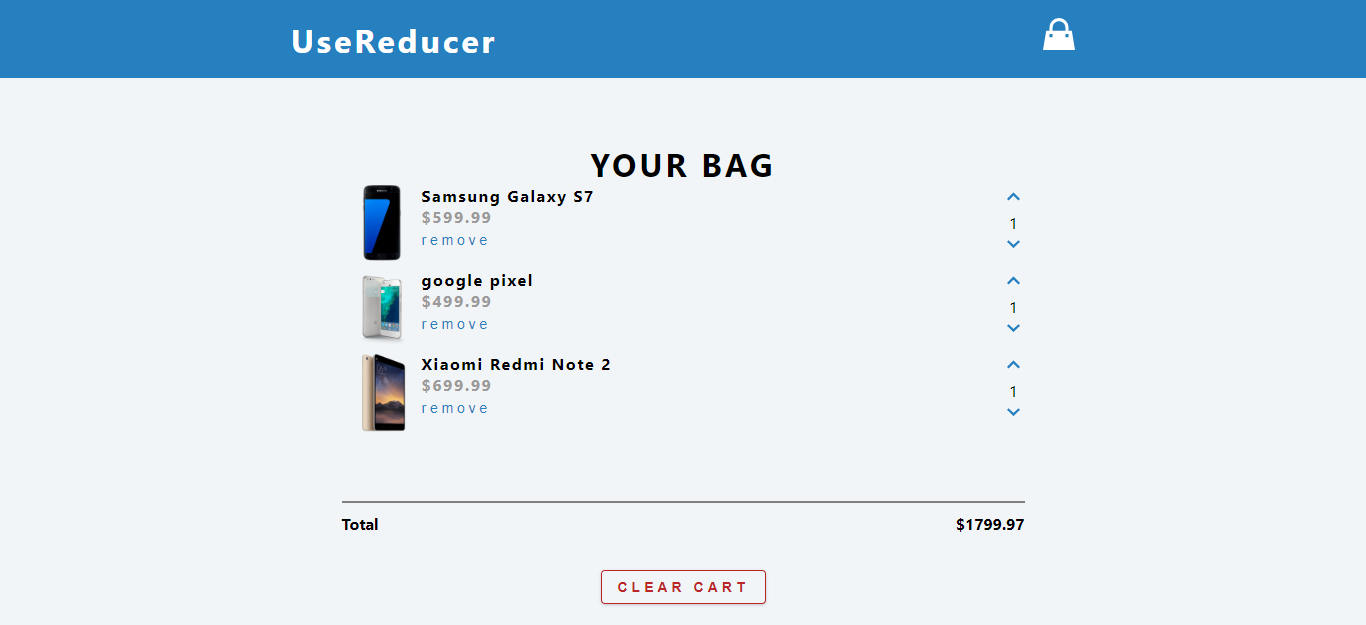 UseReducer
YOUR BAG
Samsung Galaxy S7
$599.99
remove
1
google pixel
$499.99
remove
1
Xiaomi Redmi Note 2
$699.99
remove
1
Total $1799.97
CLEAR CART